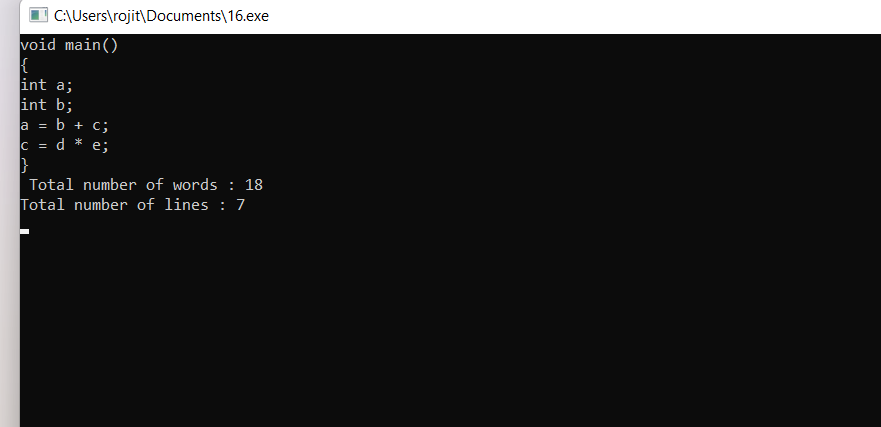 C:\Users\rojit\Documents\16.exe
void main()
{
int a;
int b;
a = b + c;
c = d * e;
}
Total number of words : 18
Total number of lines : 7